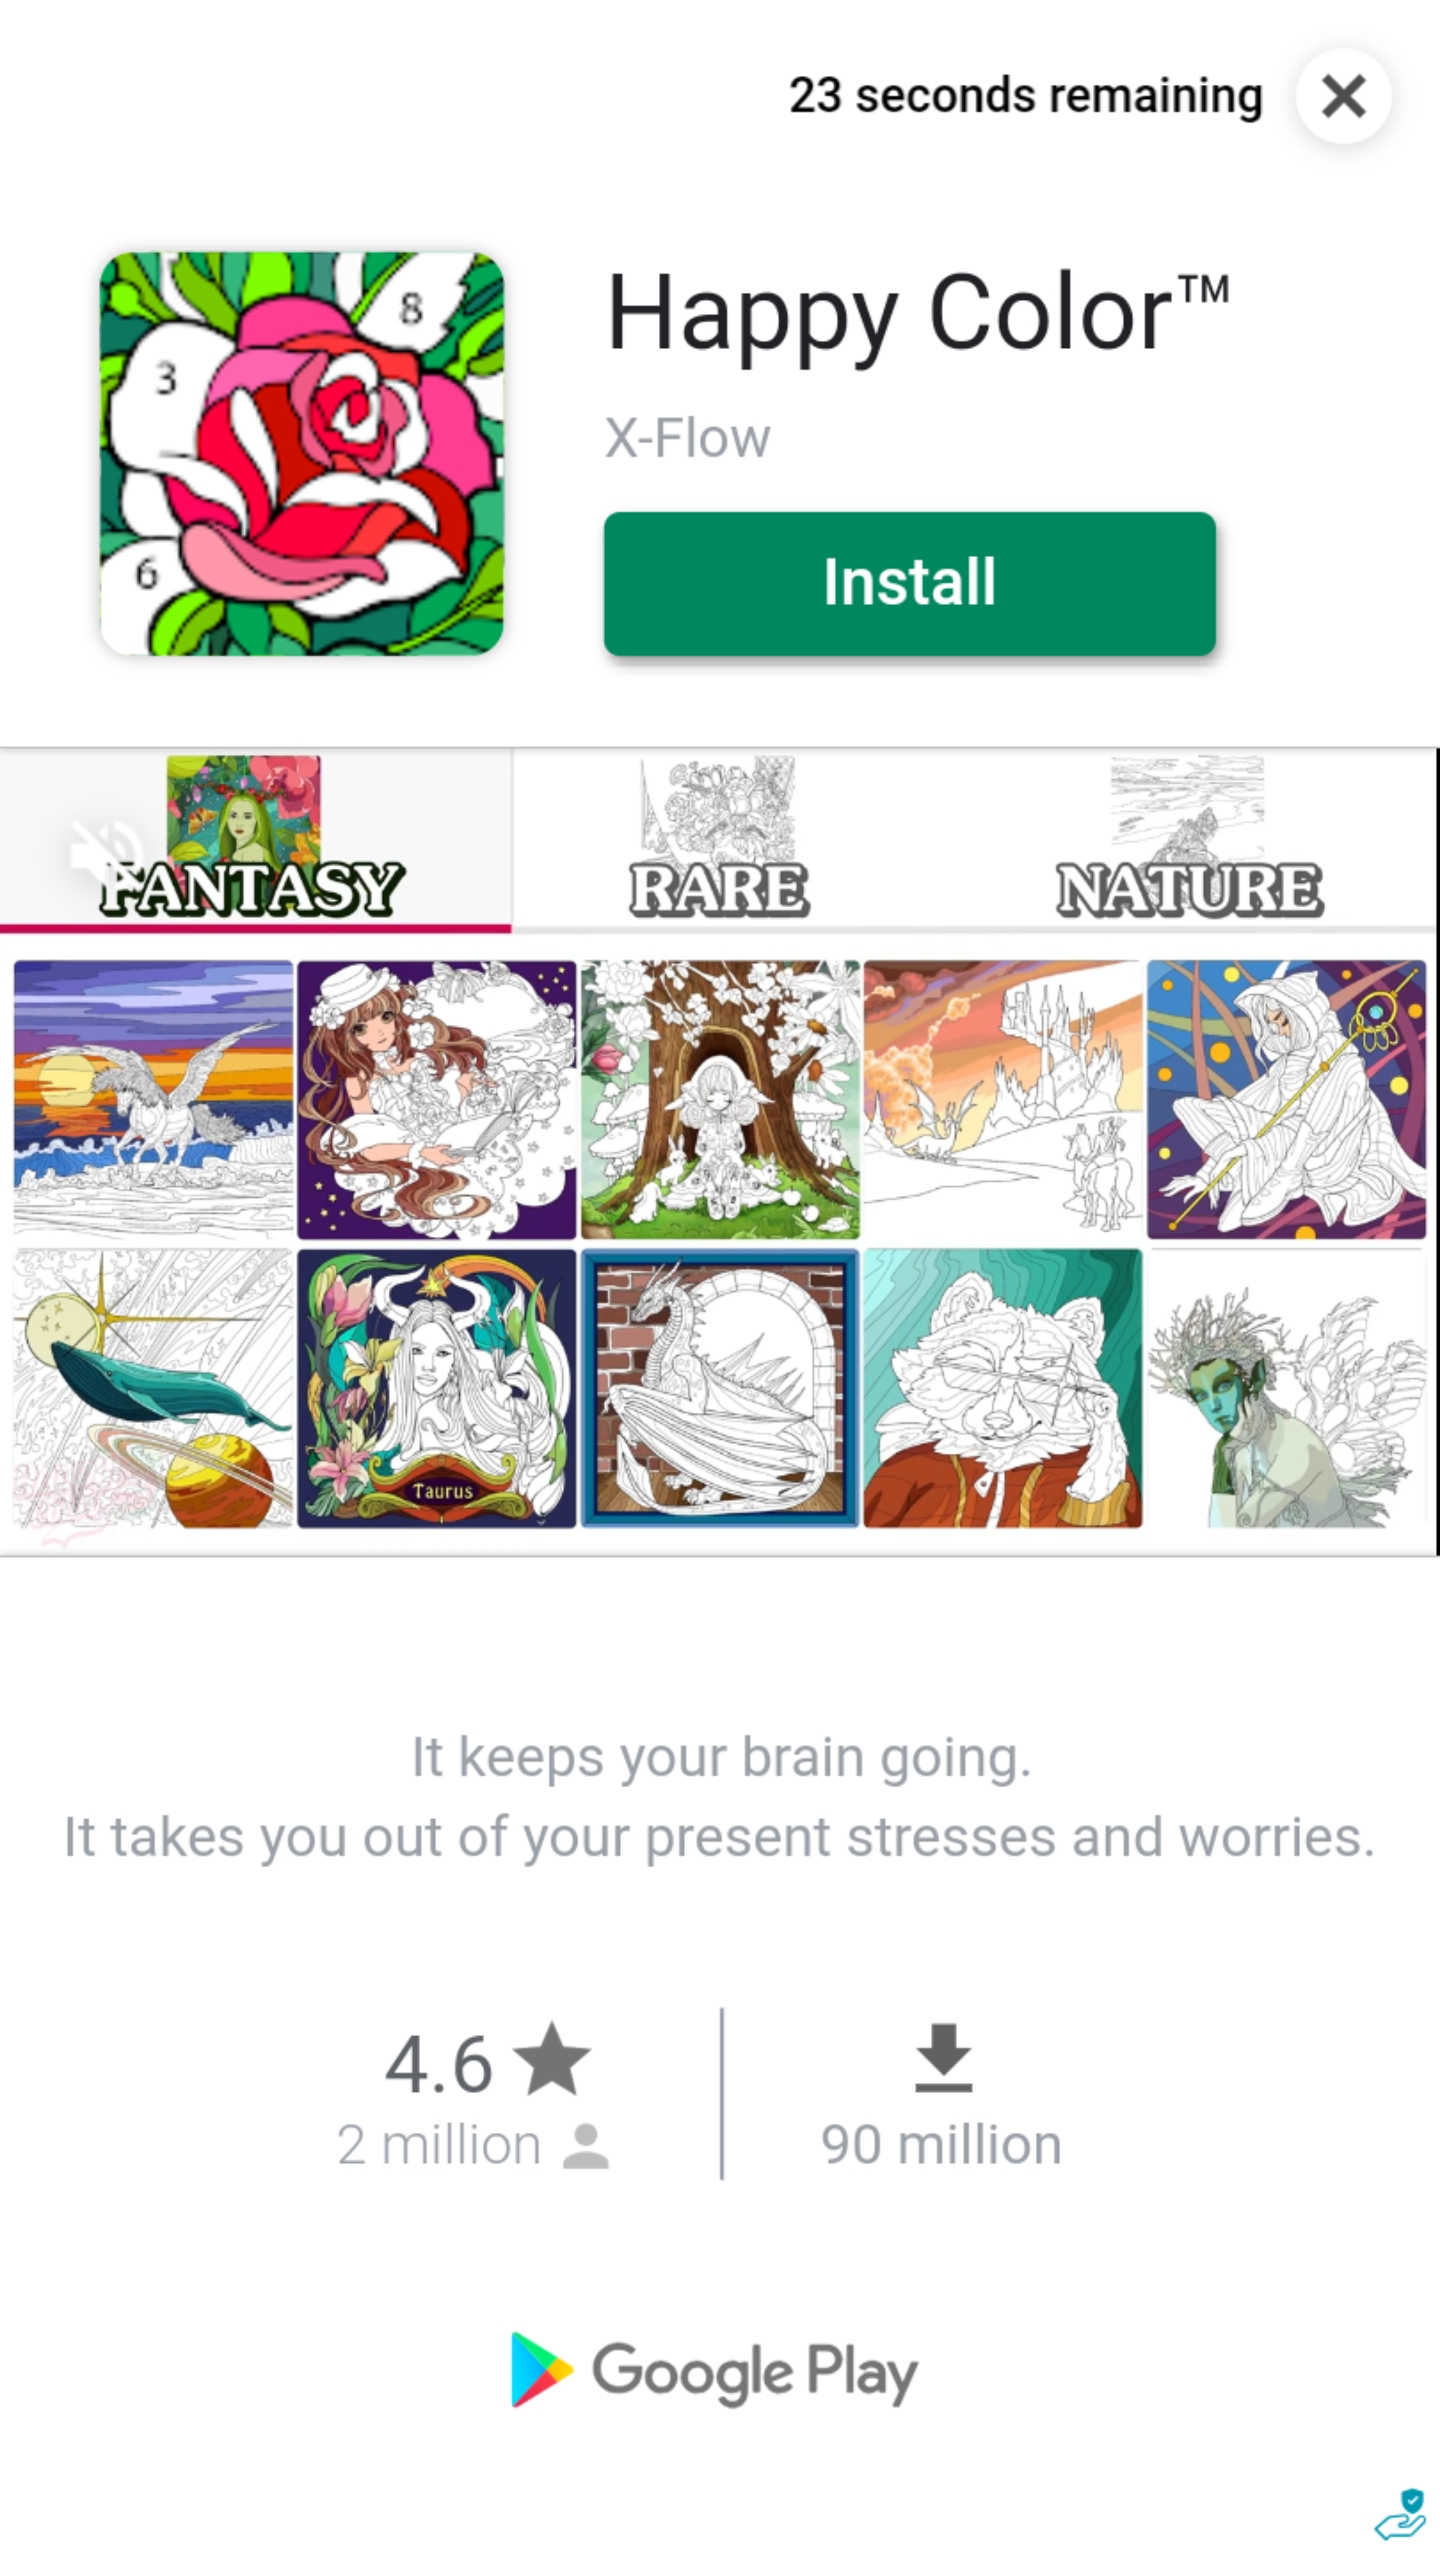 23 seconds remaining
Happy Color™
X-Flow
Install
8
3
6
FANTASY
RARE
NATURE
Taurus
It keeps your brain going.
It takes you out of your present stresses and worries.
4.6
2 million
90 million
Google Play